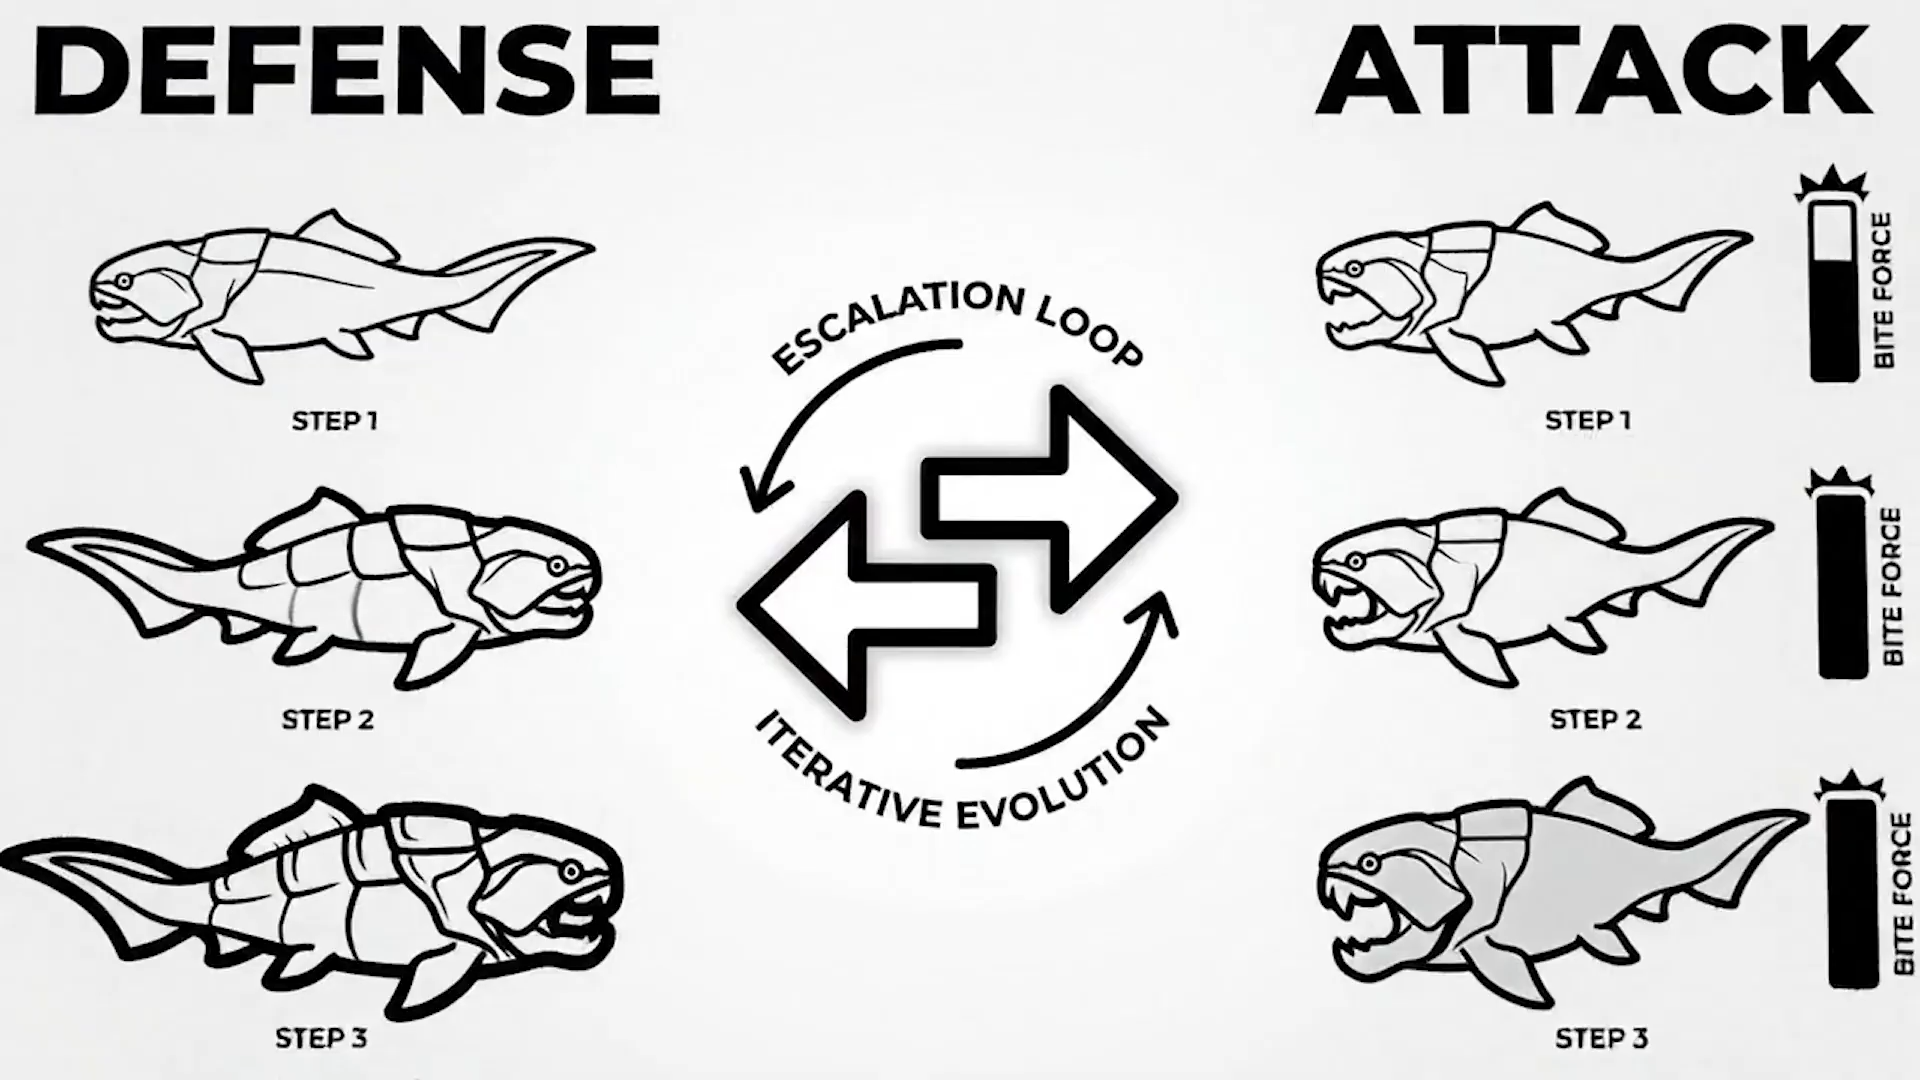 DEFENSE
ATTACK
STEP 1
STEP 2
STEP 3
ESCALATION LOOP
ITERATIVE EVOLUTION
BITE FORCE
STEP 1
BITE FORCE
STEP 2
BITE FORCE
STEP 3